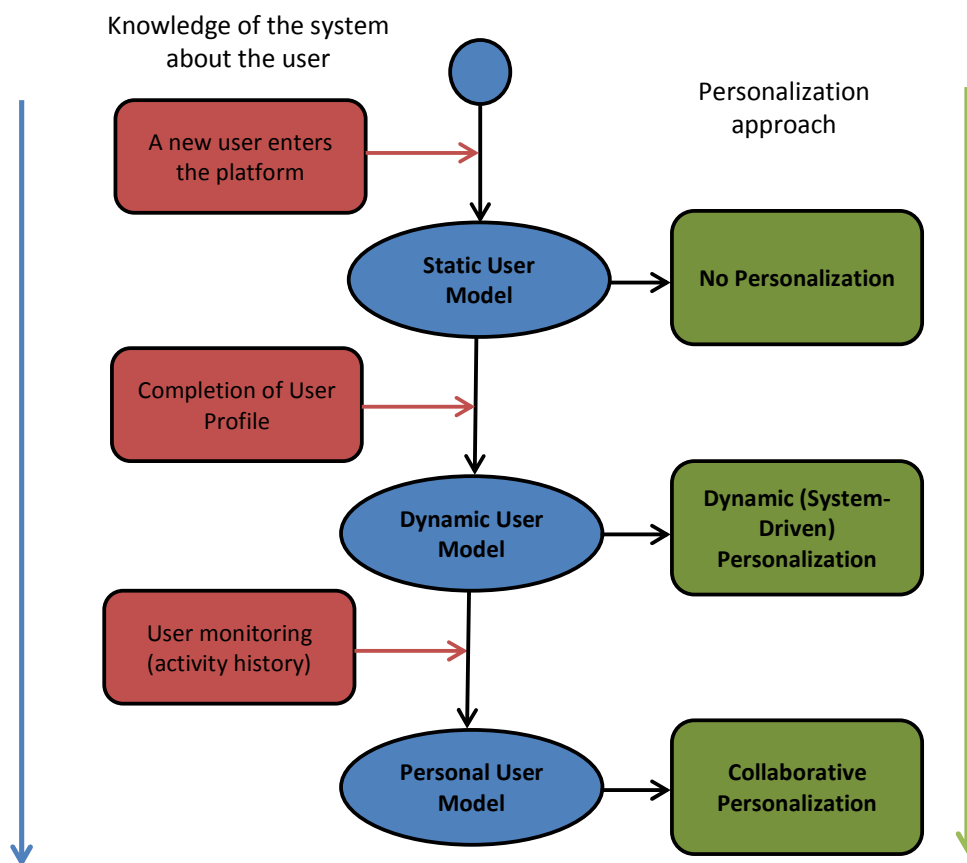 Knowledge of the system
about the user
Personalization
approach
A new user enters
the platform
Static User
Model
No Personalization
Completion of User
Profile
Dynamic User
Model
Dynamic (System-
Driven)
Personalization
User monitoring
(activity history)
Personal User
Model
Collaborative
Personalization